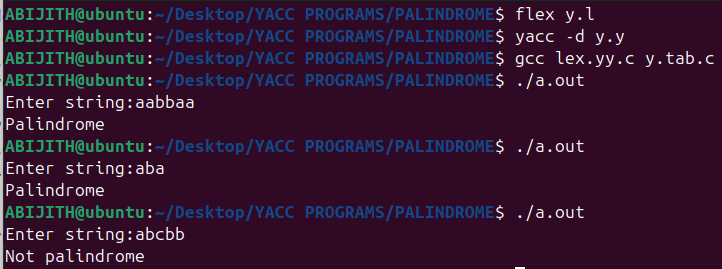 ABIJITH@ubuntu:~/Desktop/YACC PROGRAMS/PALINDROME$ flex y.l
ABIJITH@ubuntu:~/Desktop/YACC PROGRAMS/PALINDROME$ yacc -d y.y
ABIJITH@ubuntu:~/Desktop/YACC PROGRAMS/PALINDROME$ gcc lex.yy.c y.tab.c
ABIJITH@ubuntu:~/Desktop/YACC PROGRAMS/PALINDROME$ ./a.out
Enter string:aabbaa
Palindrome
ABIJITH@ubuntu:~/Desktop/YACC PROGRAMS/PALINDROME$ ./a.out
Enter string:aba
Palindrome
ABIJITH@ubuntu:~/Desktop/YACC PROGRAMS/PALINDROME$ ./a.out
Enter string:abcbb
Not palindrome